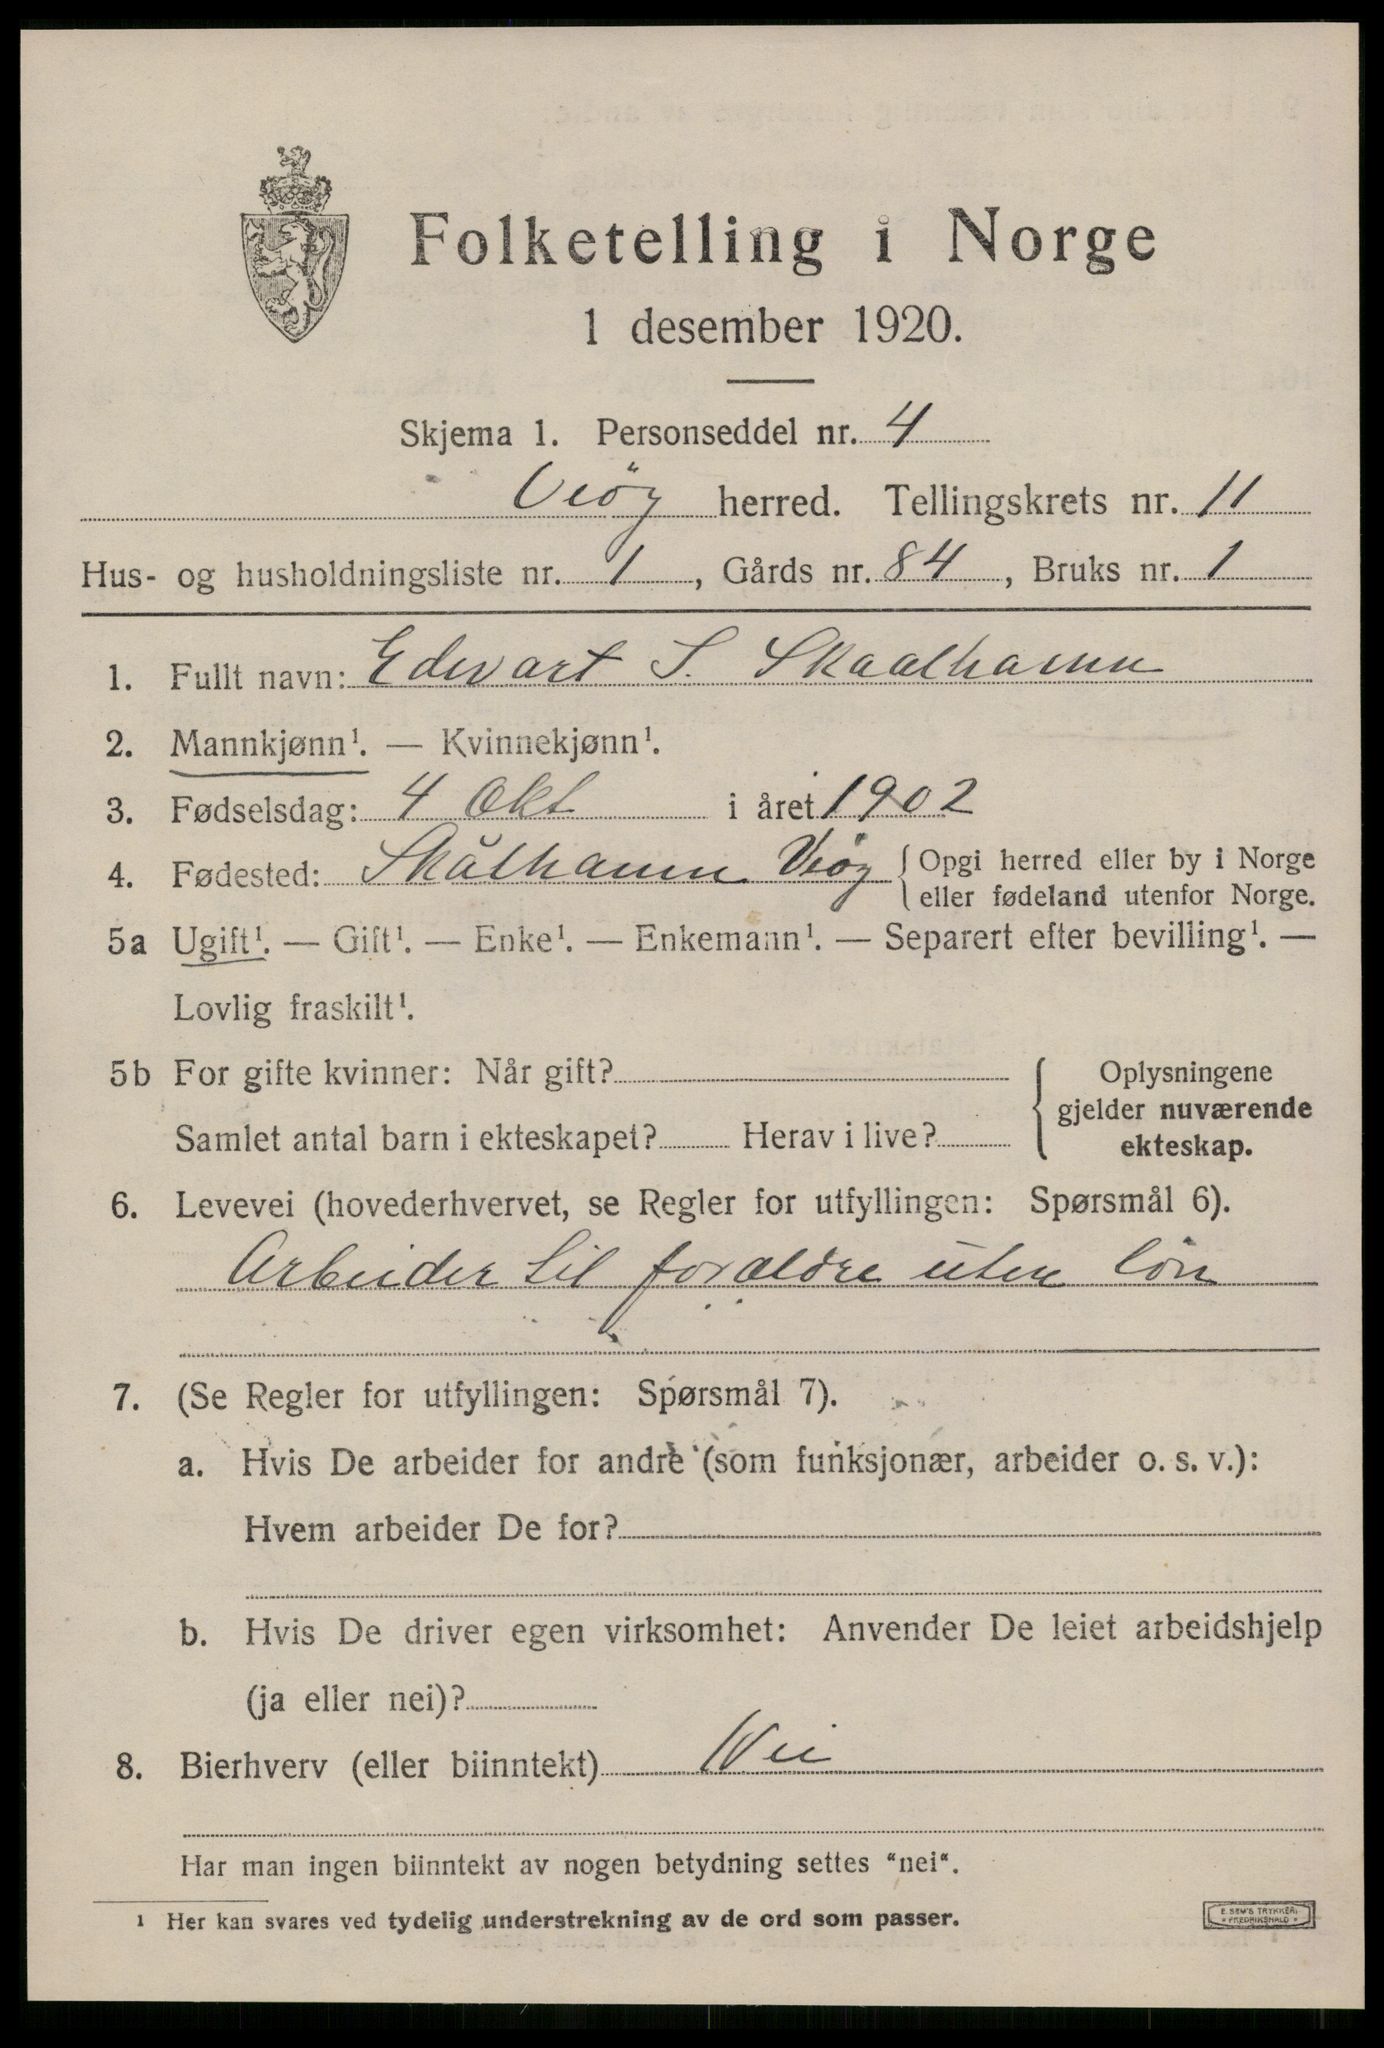 Folketelling i Norge
1 desember 1920.
Skjema 1. Personseddel nr. 4
Veöy herred. Tellingskrets nr. 11
Hus- og husholdningsliste nr. 1, Gårds nr. 84, Bruks nr. 1
1. Fullt navn: Edvart S. Skaalhamn
2. Mannkjønn¹. — Kvinnekjønn¹.
3. Fødselsdag: 4 Okt i året 1902
4. Fødested: Skålhamn Veöy { Opgi herred eller by i Norge
eller fødeland utenfor Norge.
5a Ugift¹. — Gift¹. — Enke¹. — Enkemann¹. — Separert efter bevilling¹. —
Lovlig fraskilt¹.
5b For gifte kvinner: Når gift?
Samlet antal barn i ekteskapet? Herav i live?
Oplysningene
gjelder nuværende
ekteskap.
6. Levevei (hovederhvervet, se Regler for utfyllingen: Spørsmål 6).
Arbeider til forældre uten lön
7. (Se Regler for utfyllingen: Spørsmål 7).
a. Hvis De arbeider for andre (som funksjonær, arbeider o. s. v.):
Hvem arbeider De for?
b. Hvis De driver egen virksomhet: Anvender De leiet arbeidshjelp
(ja eller nei)?
8. Bierhverv (eller biinntekt) Nei
Har man ingen biinntekt av nogen betydning settes "nei".
¹ Her kan svares ved tydelig understrekning av de ord som passer.
E. SEM'S TRYKKERI
FREDRIKSHALD